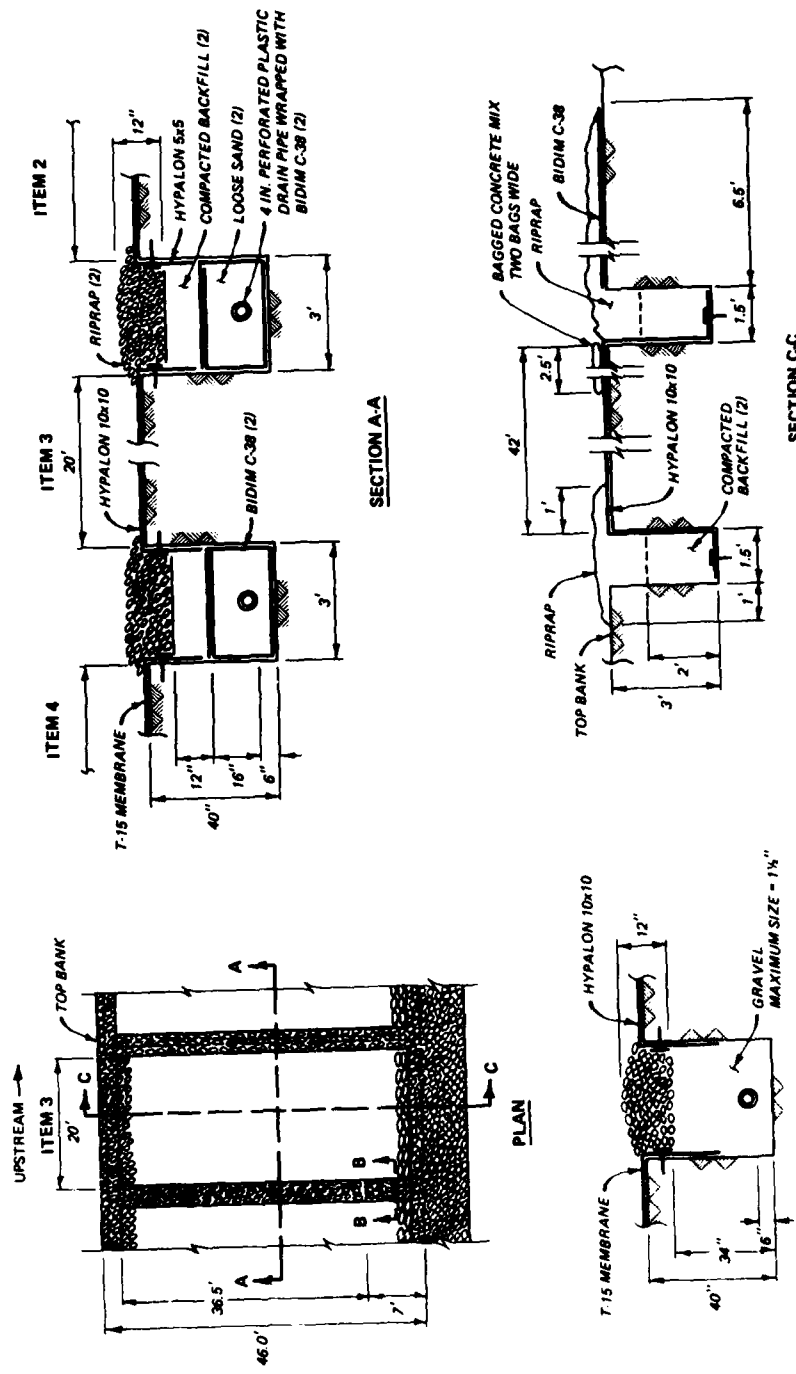 UPSTREAM
ITEM 3
20'
C
C
TOP BANK
A
A
B
B
36.5'
7'
46.0'
PLAN
ITEM 4
ITEM 3
ITEM 2
20'
T-15 MEMBRANE
HYPALON 10x10
RIPRAP (2)
12"
HYPALON 5x5
COMPACTED BACKFILL (2)
LOOSE SAND (2)
4 IN. PERFORATED PLASTIC
DRAIN PIPE WRAPPED WITH
BIDIM C-38 (2)
BIDIM C-38 (2)
12"
16"
6"
40"
3'
3'
SECTION A-A
T-15 MEMBRANE
HYPALON 10x10
12"
GRAVEL
MAXIMUM SIZE = 1½"
34"
6"
40"
42'
2.5'
1'
BAGGED CONCRETE MIX
TWO BAGS WIDE
RIPRAP
BIDIM C-38
RIPRAP
TOP BANK
HYPALON 10x10
COMPACTED
BACKFILL (2)
3'
2'
1'
1.5'
1.5'
6.5'
SECTION C-C